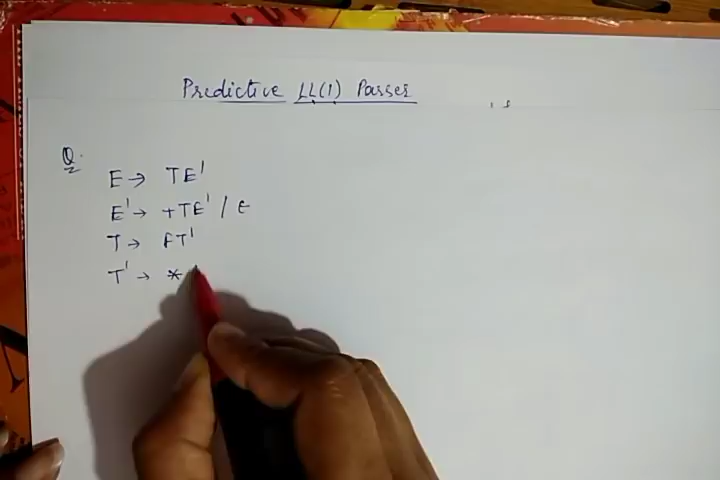 Predictive LL(1) Parser
Q.
E → TE'
E' → +TE' / ε
T → FT'
T' → *